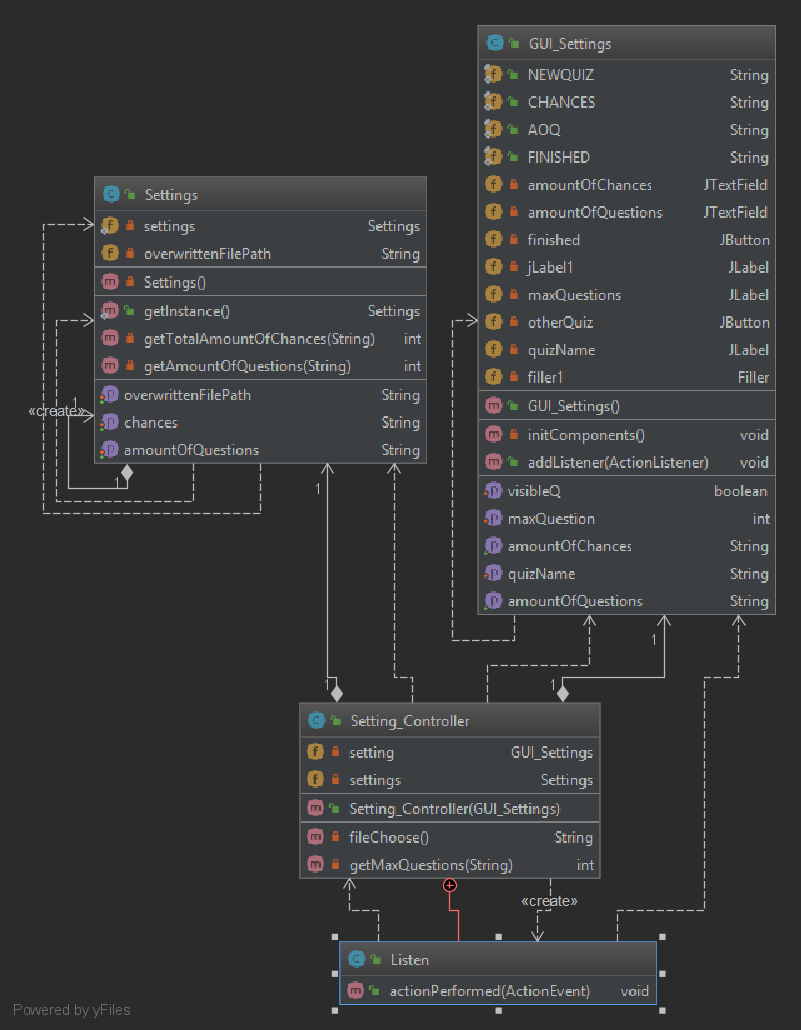 GUI_Settings
NEWQUIZ String
CHANCES String
AOQ String
FINISHED String
amountOfChances JTextField
amountOfQuestions JTextField
finished JButton
jLabel1 JLabel
maxQuestions JLabel
otherQuiz JButton
quizName JLabel
filler1 Filler
GUI_Settings()
initComponents() void
addListener(ActionListener) void
visibleQ boolean
maxQuestion int
amountOfChances String
quizName String
amountOfQuestions String
1
1
Settings
settings Settings
overwrittenFilePath String
Settings()
getInstance() Settings
getTotalAmountOfChances(String) int
getAmountOfQuestions(String) int
overwrittenFilePath String
chances String
amountOfQuestions String
1
«create»
1
1
1
Setting_Controller
setting GUI_Settings
settings Settings
Setting_Controller(GUI_Settings)
fileChoose() String
getMaxQuestions(String) int
«create»
Listen
actionPerformed(ActionEvent) void
Powered by yFiles